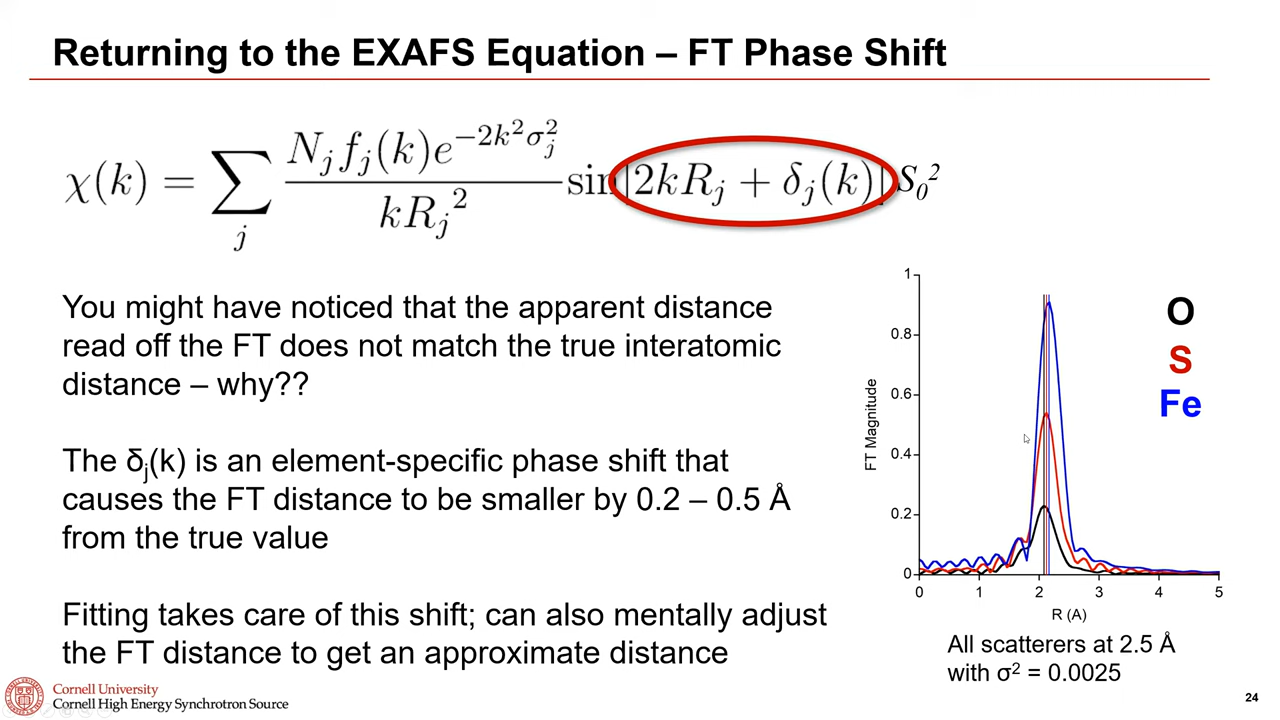 Returning to the EXAFS Equation – FT Phase Shift
χ(k) = ∑_j (N_j f_j(k) e^{-2k²σ_j²} / kR_j²) sin[2kR_j + δ_j(k)] S₀²
You might have noticed that the apparent distance
read off the FT does not match the true interatomic
distance – why??
The δj(k) is an element-specific phase shift that
causes the FT distance to be smaller by 0.2 – 0.5 Å
from the true value
Fitting takes care of this shift; can also mentally adjust
the FT distance to get an approximate distance
FT Magnitude
1
0.8
0.6
0.4
0.2
0
0 1 2 3 4 5
R (A)
O
S
Fe
All scatterers at 2.5 Å
with σ² = 0.0025
Cornell University
Cornell High Energy Synchrotron Source
24